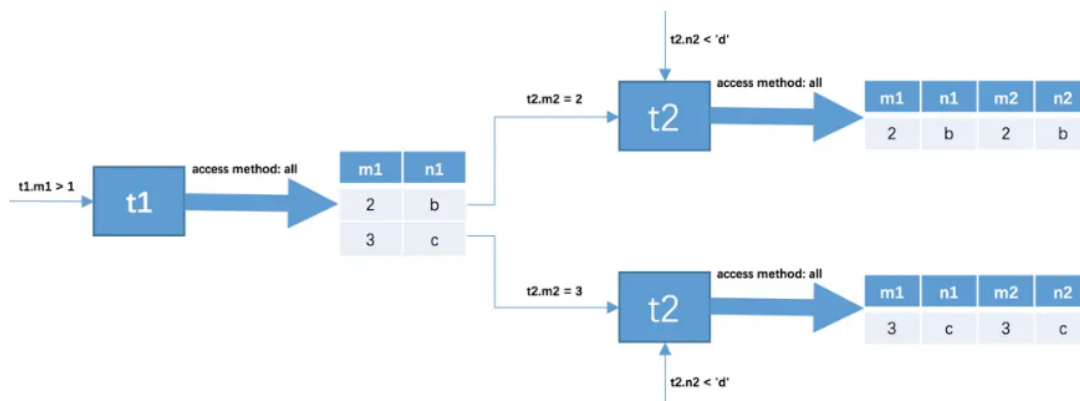 t1.m1 > 1
t1
access method: all
m1 n1
2 b
3 c
t2.m2 = 2
t2.n2 < 'd'
t2
access method: all
m1 n1 m2 n2
2 b 2 b
t2.m2 = 3
t2
access method: all
m1 n1 m2 n2
3 c 3 c
t2.n2 < 'd'